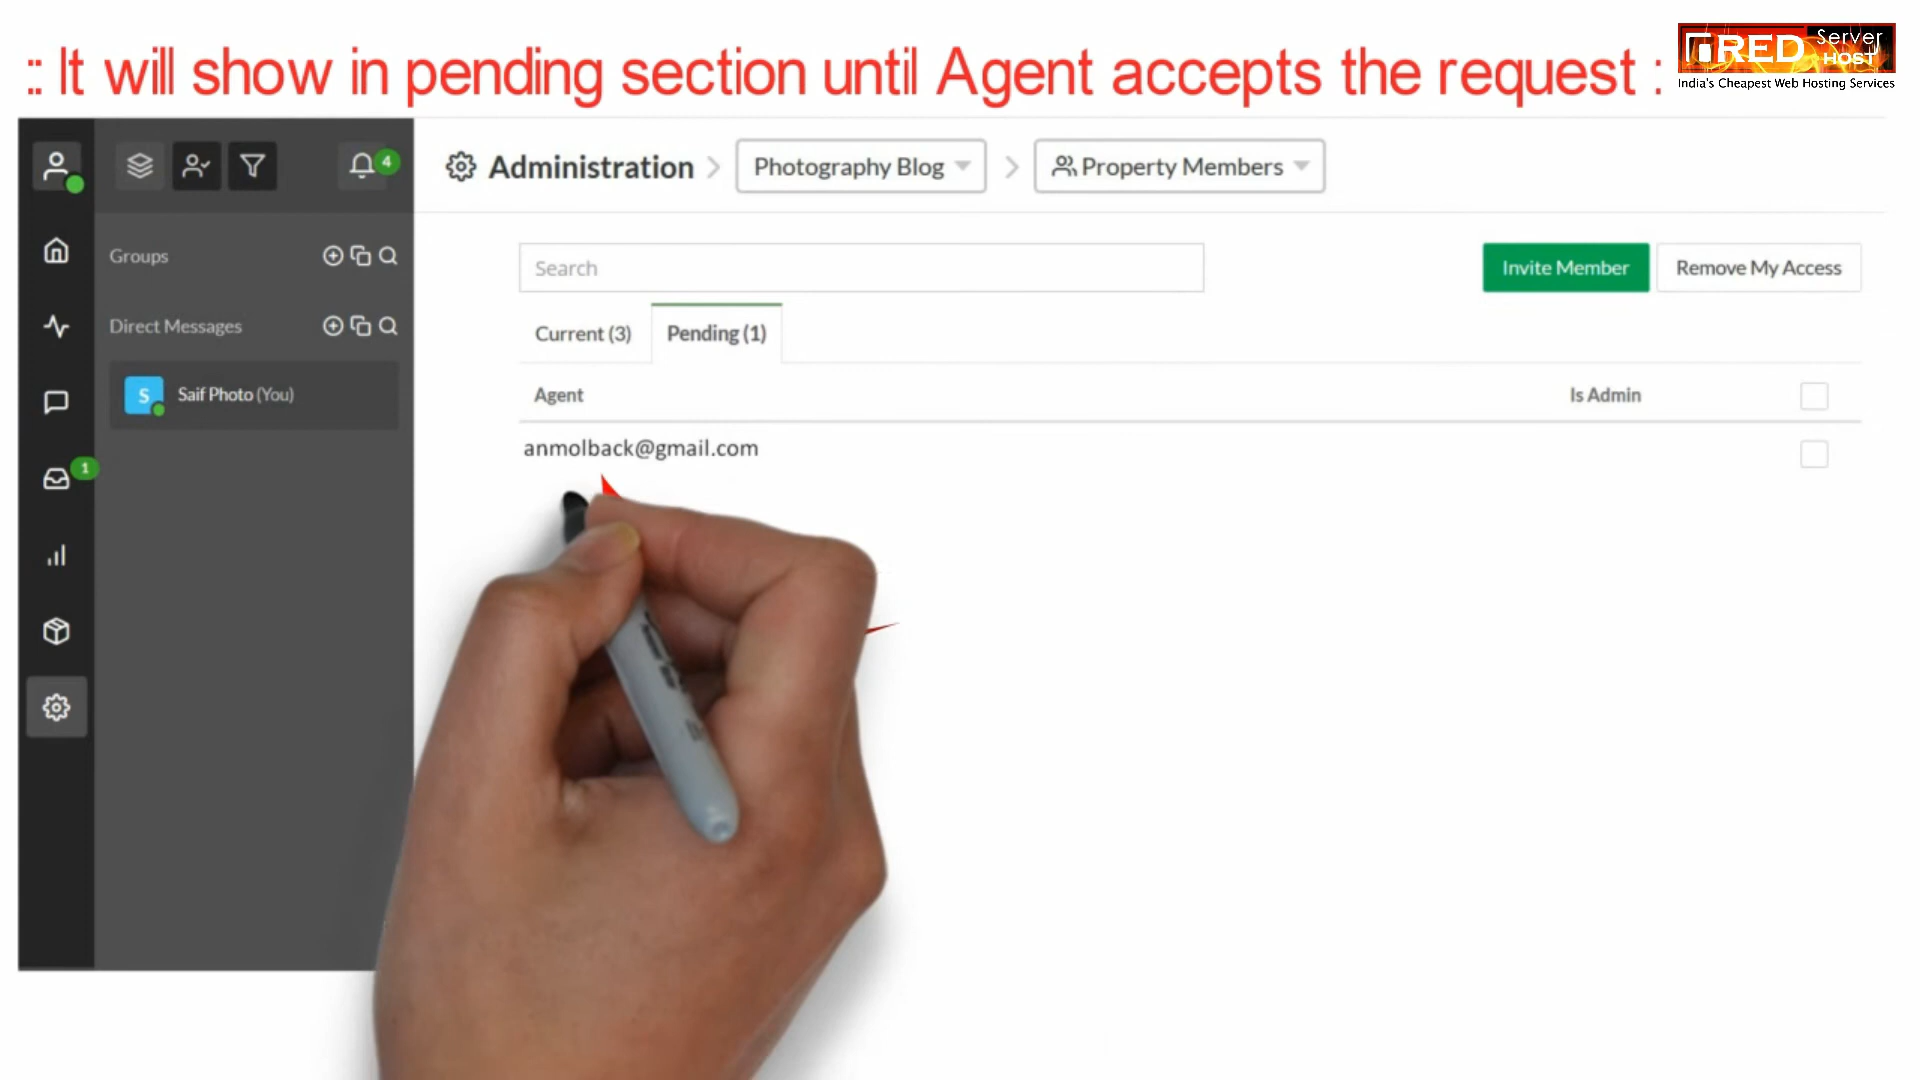 :: It will show in pending section until Agent accepts the request :
RED Server HOST
India's Cheapest Web Hosting Services
4
Administration
Photography Blog
Property Members
Groups
Search
Invite Member
Remove My Access
Direct Messages
Current (3)
Pending (1)
S
Saif Photo (You)
Agent
Is Admin
anmolback@gmail.com
1